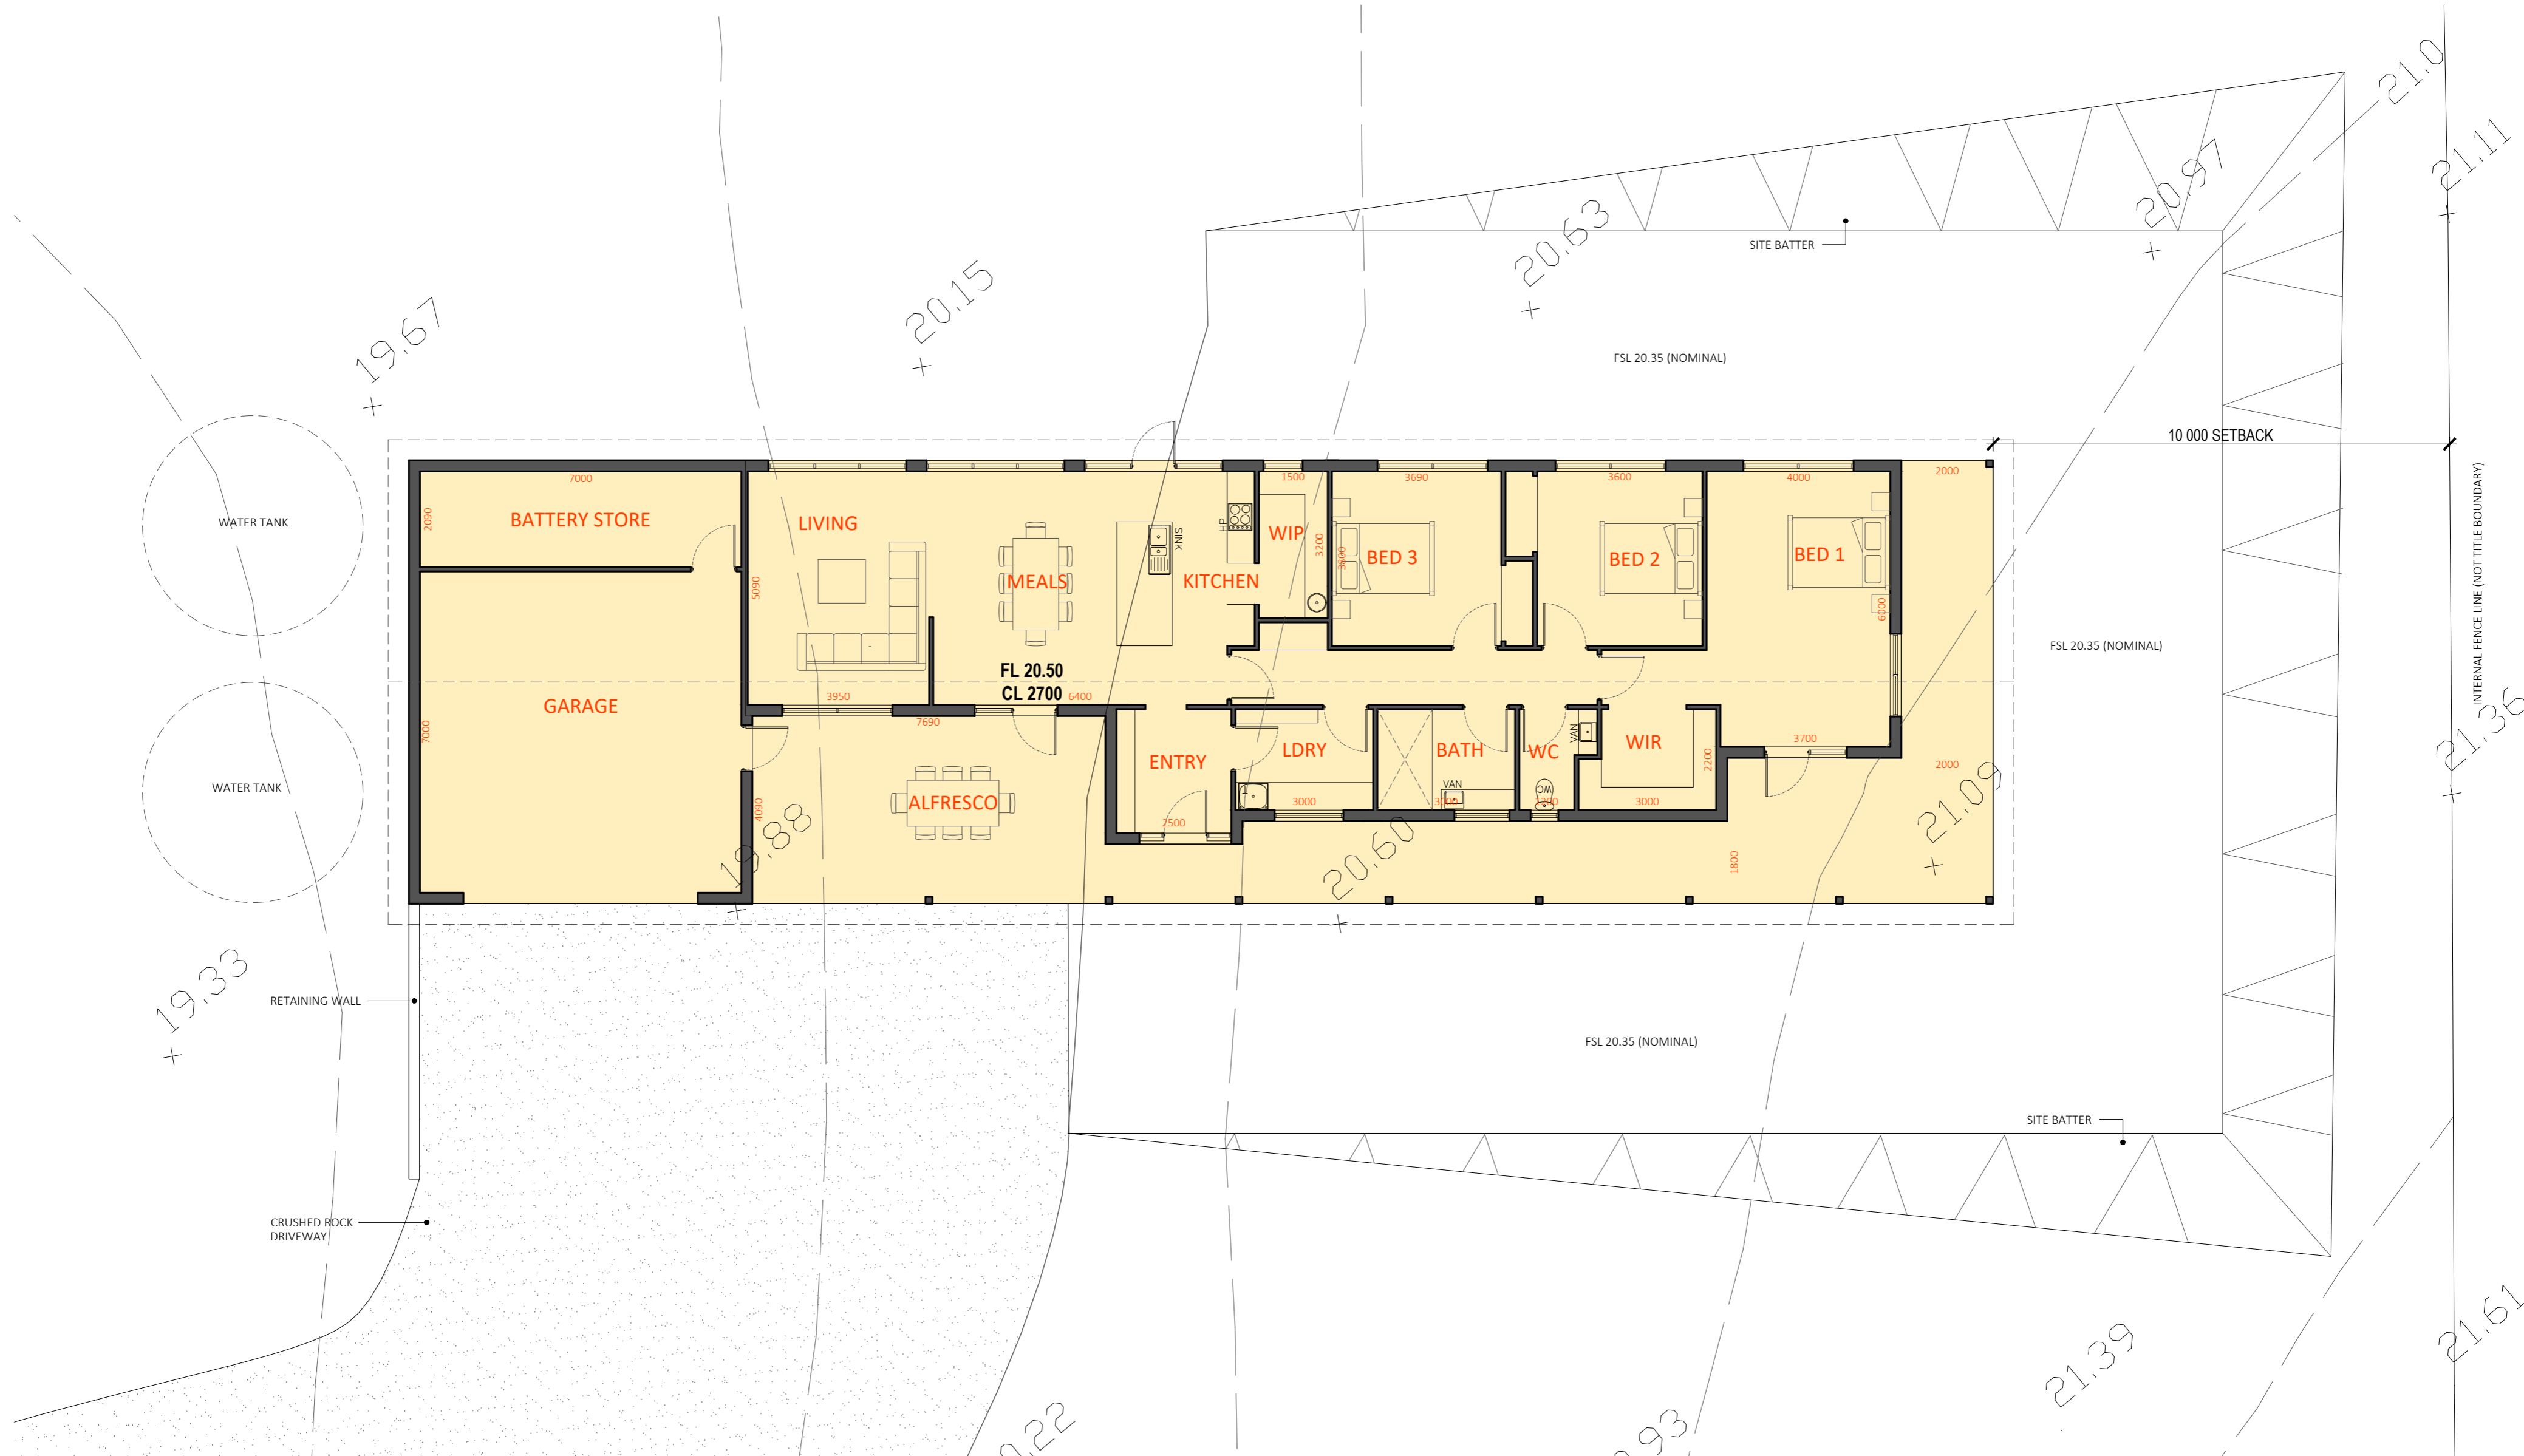 21.0
21.11
20.97
SITE BATTER
20.63
20.15
19.67
FSL 20.35 (NOMINAL)
10 000 SETBACK
INTERNAL FENCE LINE (NOT TITLE BOUNDARY)
7000
1500
3690
3600
4000
2000
WATER TANK
2090
BATTERY STORE
LIVING
SINK
HP
WIP
3200
3800
BED 3
BED 2
BED 1
5090
MEALS
KITCHEN
6000
FSL 20.35 (NOMINAL)
FL 20.50
CL 2700
3950
6400
GARAGE
7000
7690
21.36
WATER TANK
ENTRY
LDRY
BATH
WC
VAN
WIR
2200
3700
2000
ALFRESCO
4090
2500
3000
VAN
3000
WC
1200
3000
19.88
20.60
1800
21.09
19.33
RETAINING WALL
FSL 20.35 (NOMINAL)
SITE BATTER
CRUSHED ROCK
DRIVEWAY
21.61
21.39